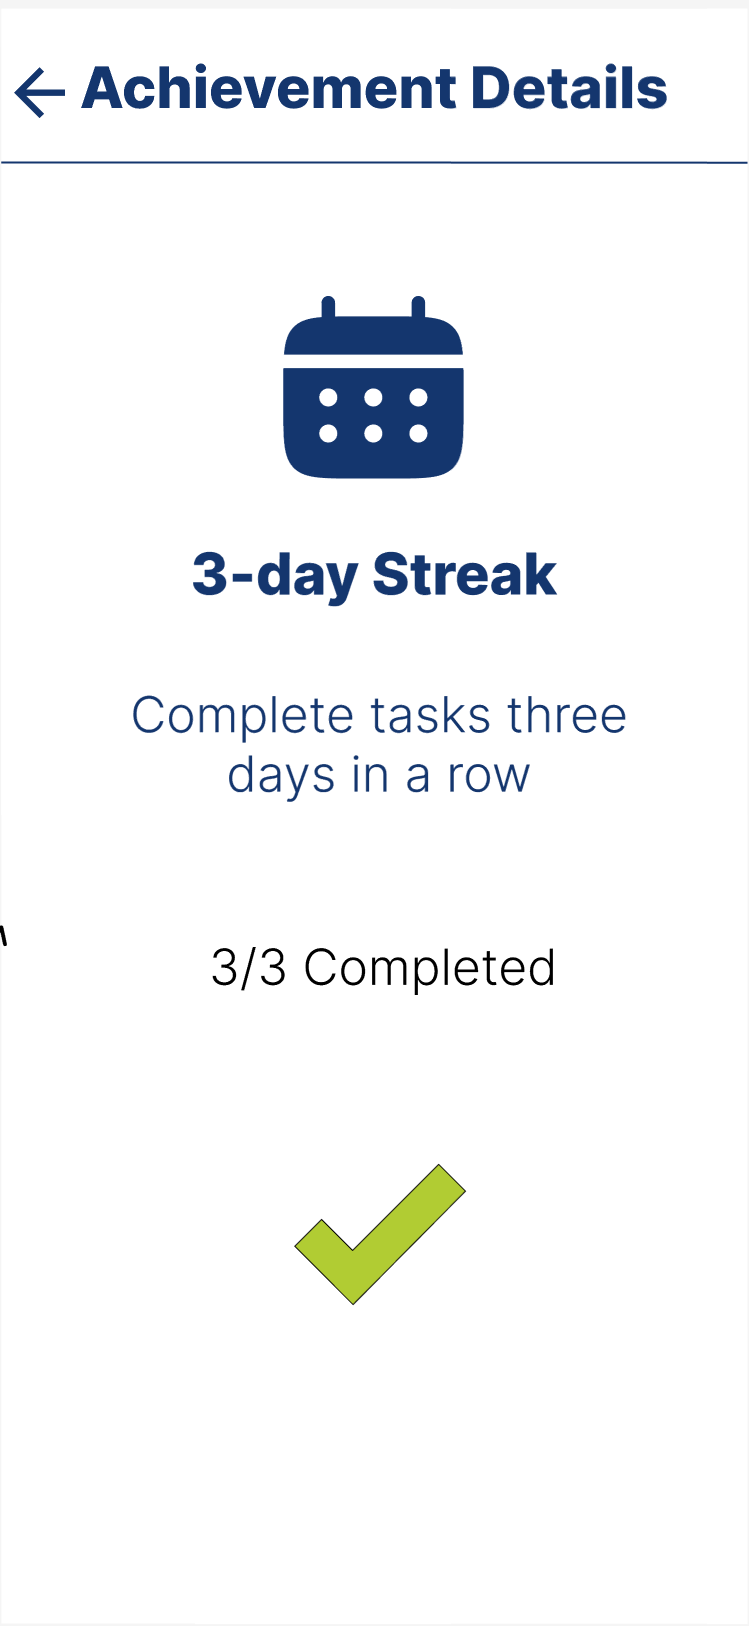 Achievement Details
3-day Streak
Complete tasks three
days in a row
3/3 Completed